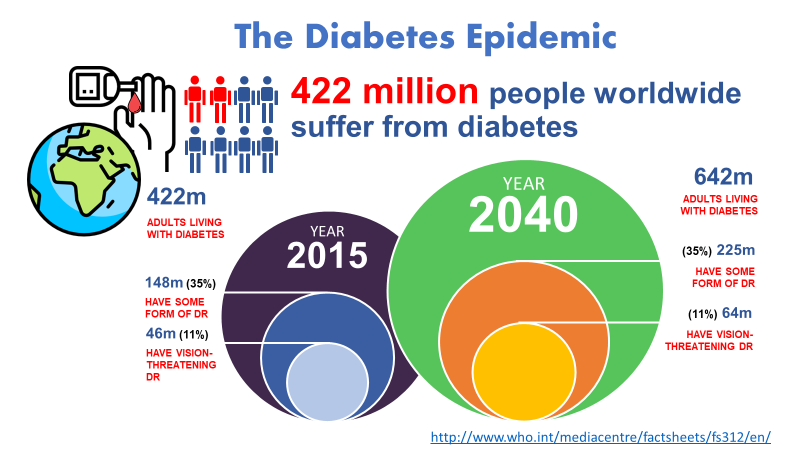 The Diabetes Epidemic
422 million people worldwide
suffer from diabetes
422m
ADULTS LIVING
WITH DIABETES
148m (35%)
HAVE SOME
FORM OF DR
46m (11%)
HAVE VISION-
THREATENING
DR
YEAR
2015
YEAR
2040
642m
ADULTS LIVING
WITH DIABETES
(35%) 225m
HAVE SOME
FORM OF DR
(11%) 64m
HAVE VISION-
THREATENING DR
http://www.who.int/mediacentre/factsheets/fs312/en/